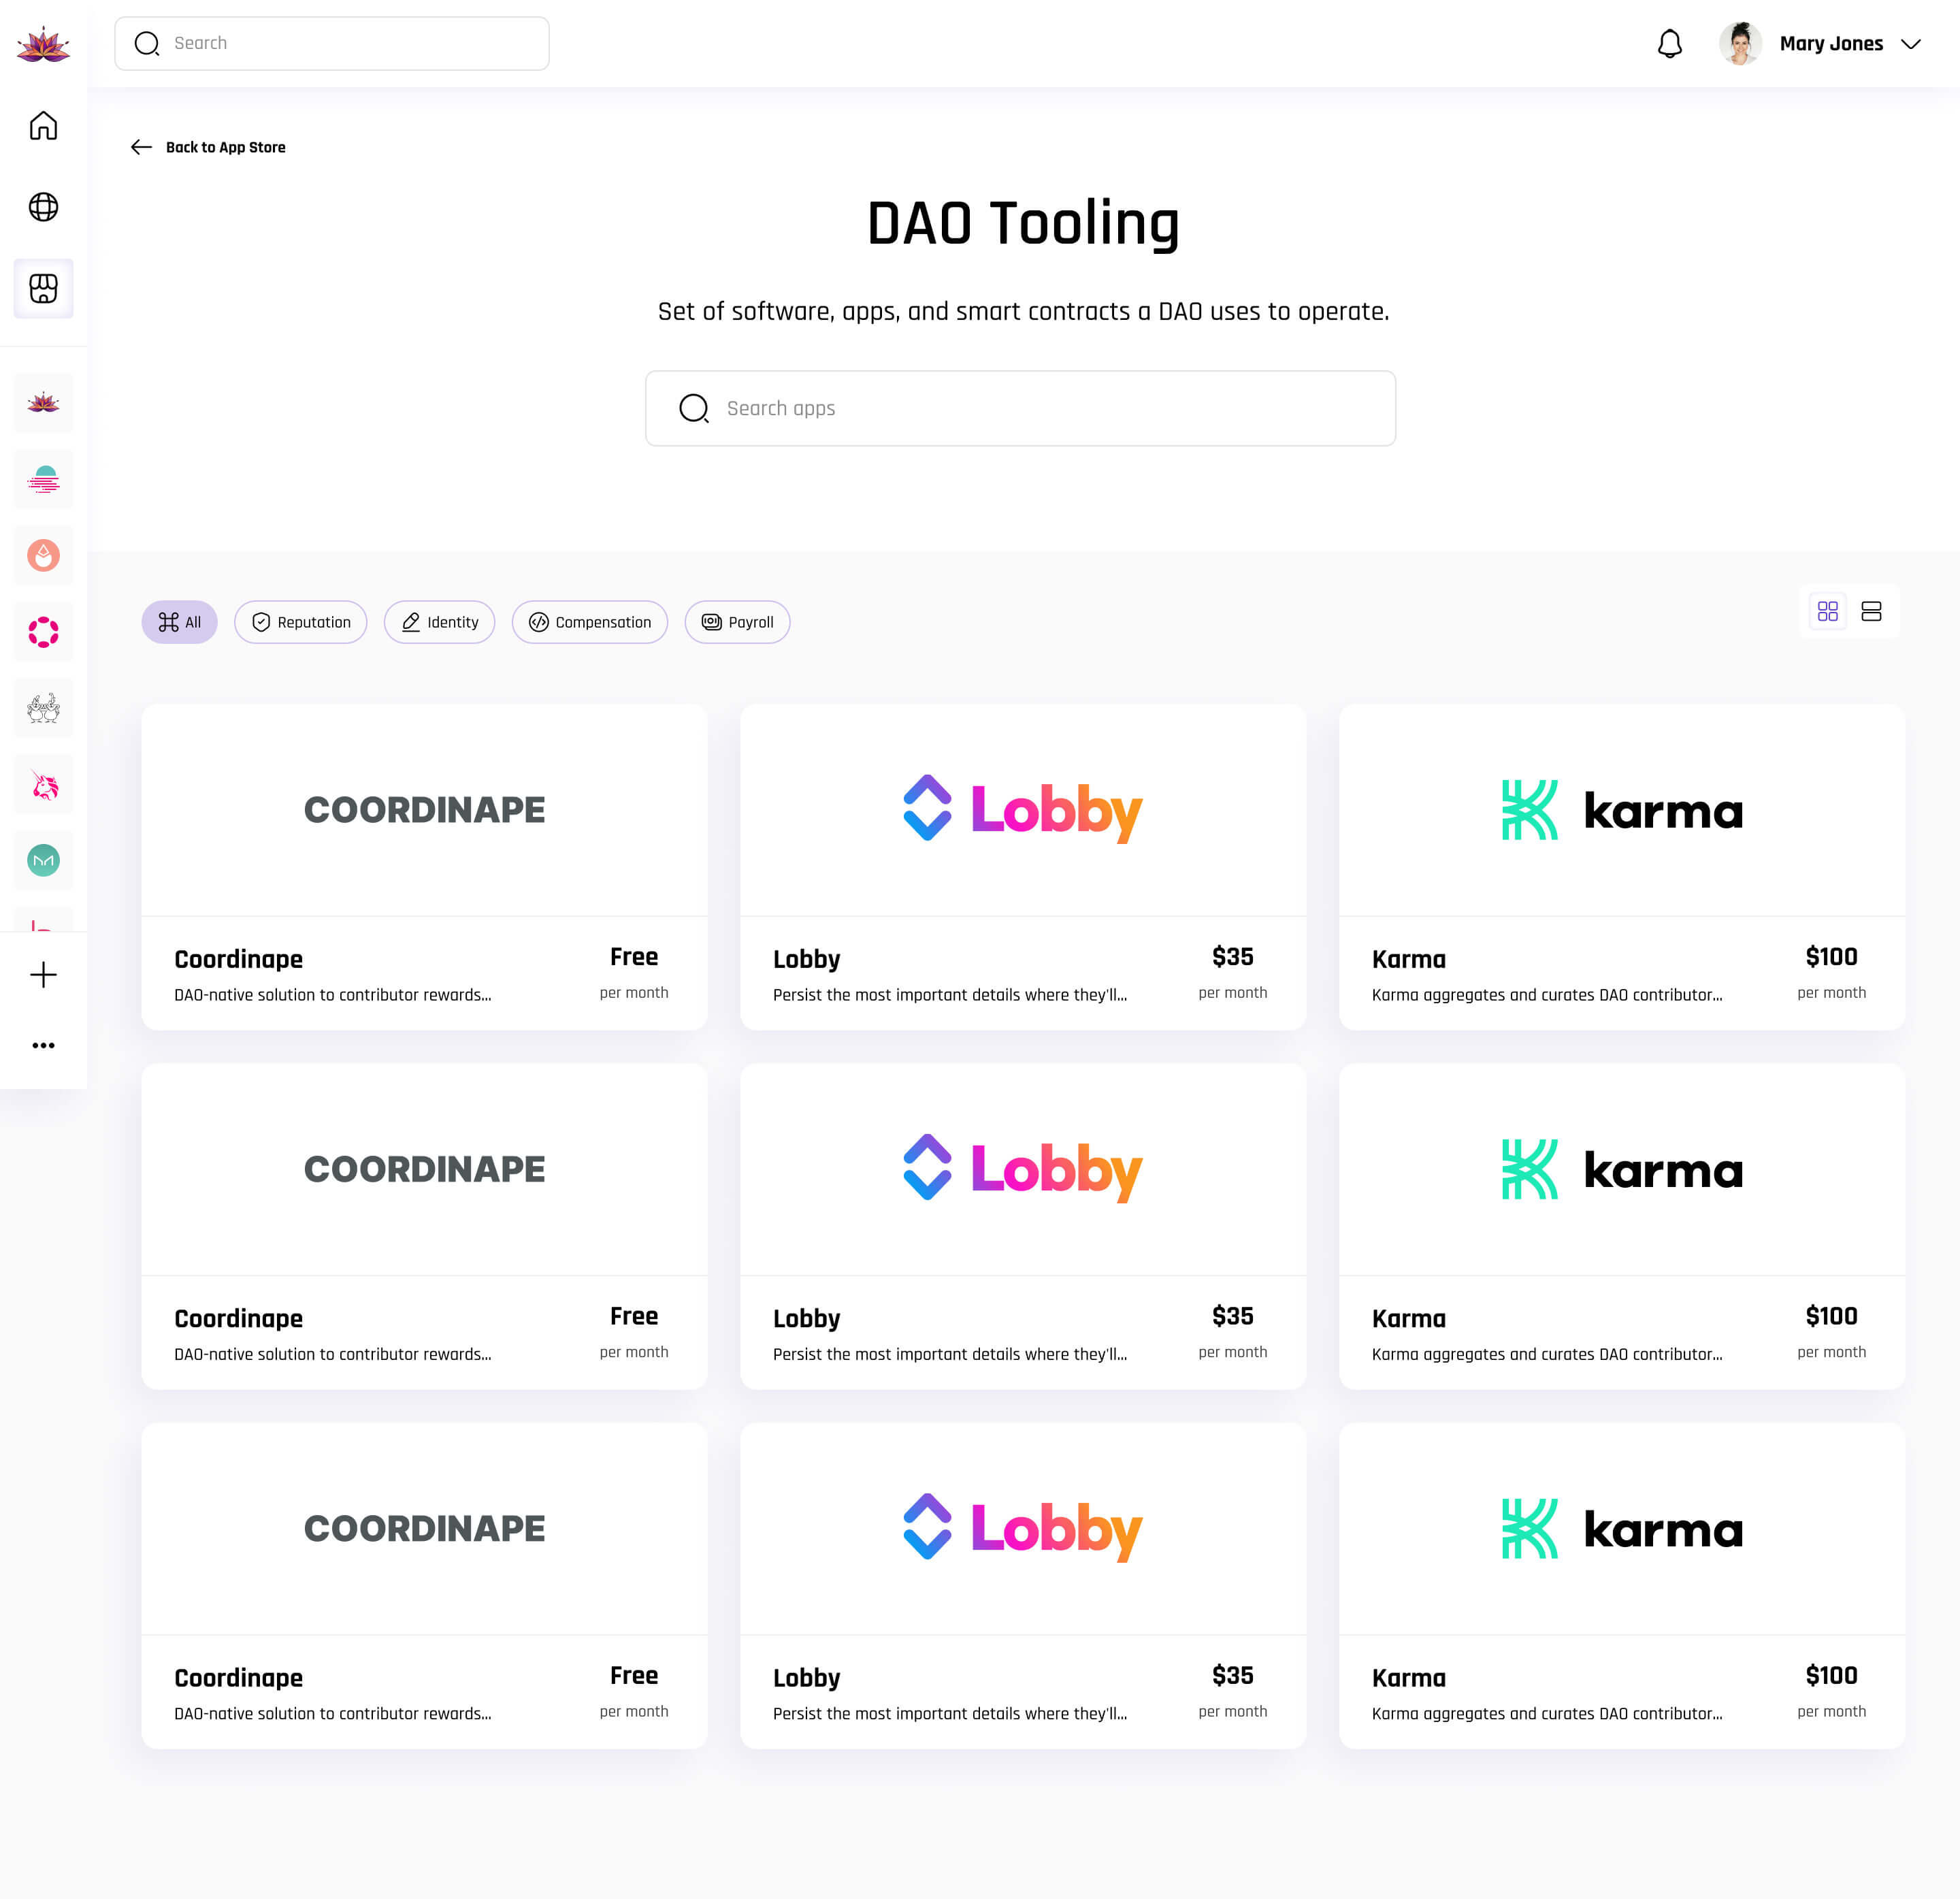 Search
Mary Jones
Back to App Store
DAO Tooling
Set of software, apps, and smart contracts a DAO uses to operate.
Search apps
All
Reputation
Identity
Compensation
Payroll
COORDINAPE
Lobby
karma
Coordinape
Free
DAO-native solution to contributor rewards...
per month
Lobby
$35
Persist the most important details where they'll...
per month
Karma
$100
Karma aggregates and curates DAO contributor...
per month
COORDINAPE
Lobby
karma
Coordinape
Free
DAO-native solution to contributor rewards...
per month
Lobby
$35
Persist the most important details where they'll...
per month
Karma
$100
Karma aggregates and curates DAO contributor...
per month
COORDINAPE
Lobby
karma
Coordinape
Free
DAO-native solution to contributor rewards...
per month
Lobby
$35
Persist the most important details where they'll...
per month
Karma
$100
Karma aggregates and curates DAO contributor...
per month